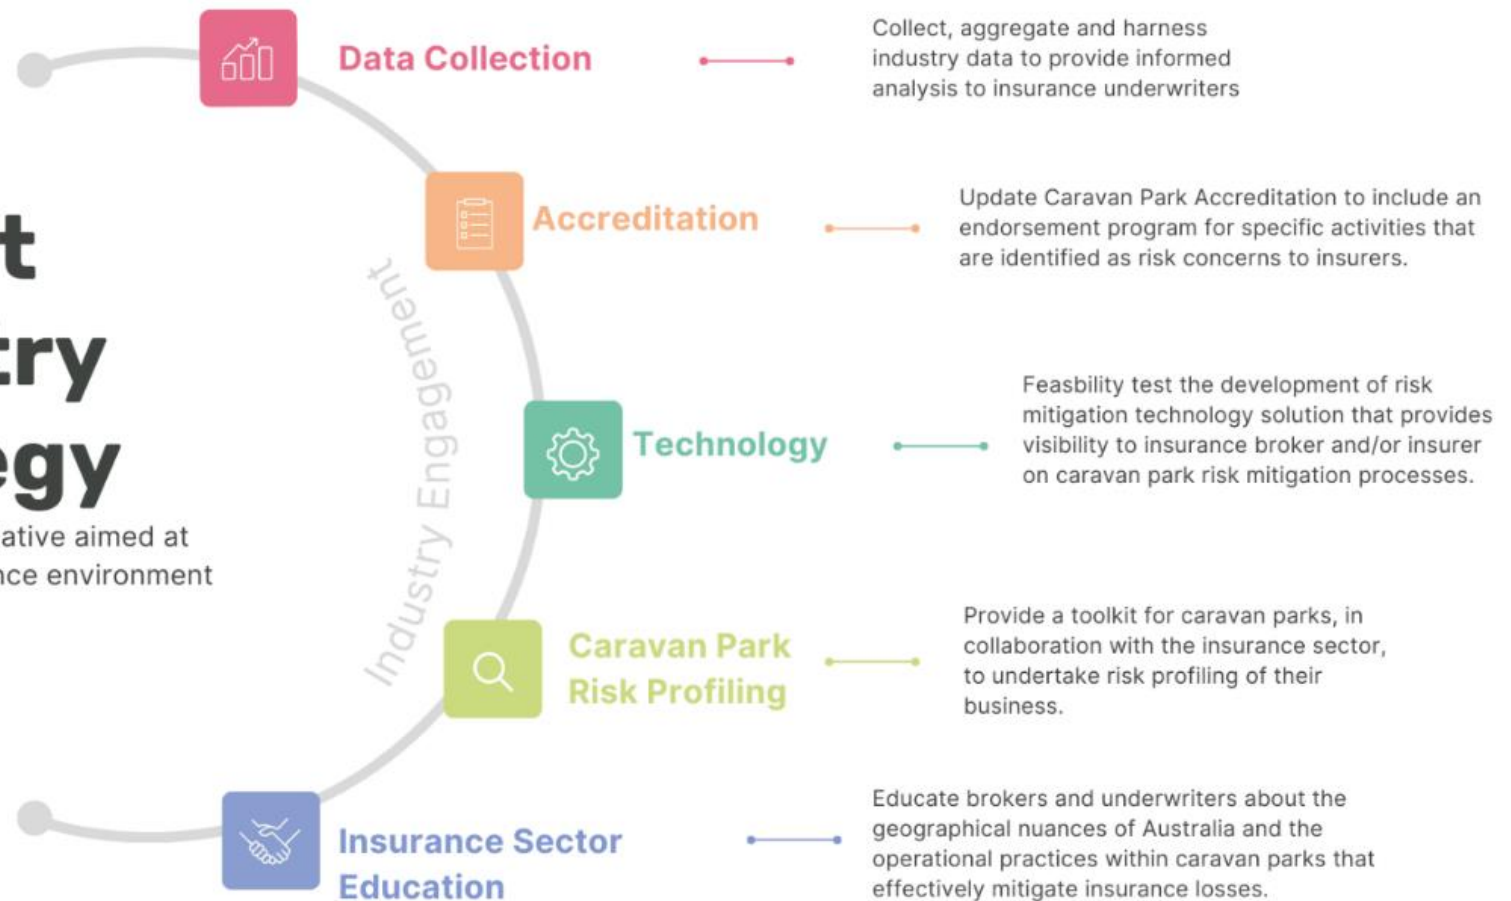 Data Collection
Collect, aggregate and harness
industry data to provide informed
analysis to insurance underwriters
Accreditation
Update Caravan Park Accreditation to include an
endorsement program for specific activities that
are identified as risk concerns to insurers.
t
try
egy
ative aimed at
nce environment
Industry Engagement
Technology
Feasbility test the development of risk
mitigation technology solution that provides
visibility to insurance broker and/or insurer
on caravan park risk mitigation processes.
Caravan Park
Risk Profiling
Provide a toolkit for caravan parks, in
collaboration with the insurance sector,
to undertake risk profiling of their
business.
Insurance Sector
Education
Educate brokers and underwriters about the
geographical nuances of Australia and the
operational practices within caravan parks that
effectively mitigate insurance losses.